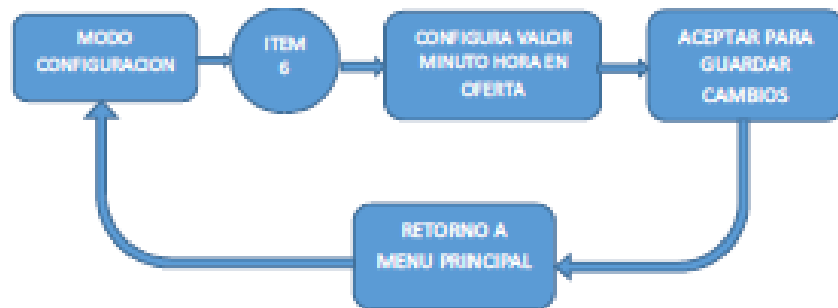 MODO
CONFIGURACION
ITEM
6
CONFIGURA VALOR
MINUTO HORA EN
OFERTA
ACEPTAR PARA
GUARDAR
CAMBIOS
RETORNO A
MENU PRINCIPAL